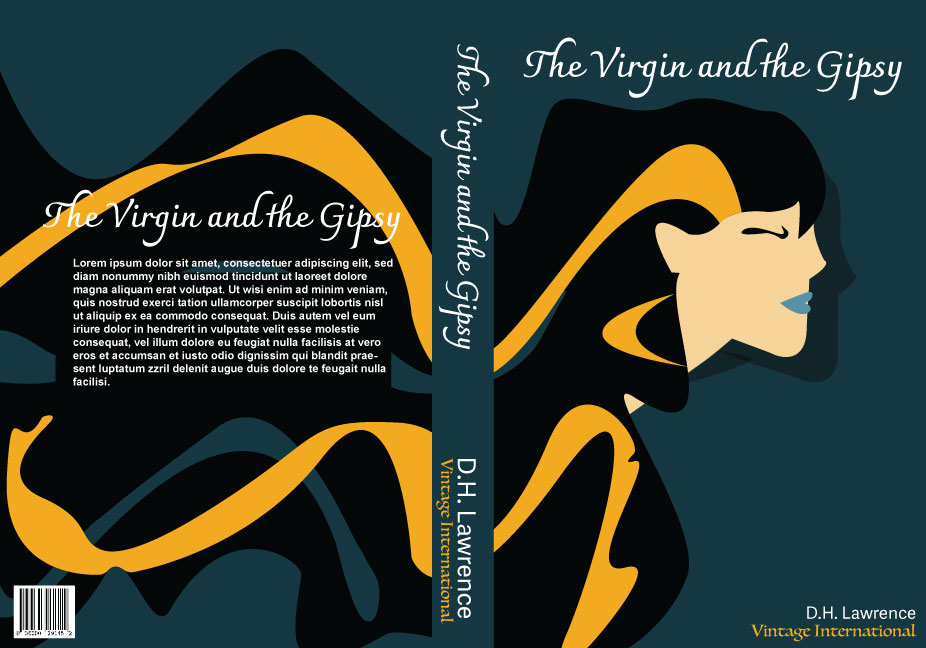 The Virgin and the Gipsy
Lorem ipsum dolor sit amet, consectetuer adipiscing elit, sed
diam nonummy nibh euismod tincidunt ut laoreet dolore
magna aliquam erat volutpat. Ut wisi enim ad minim veniam,
quis nostrud exerci tation ullamcorper suscipit lobortis nisl
ut aliquip ex ea commodo consequat. Duis autem vel eum
iriure dolor in hendrerit in vulputate velit esse molestie
consequat, vel illum dolore eu feugiat nulla facilisis at vero
eros et accumsan et iusto odio dignissim qui blandit prae-
sent luptatum zzril delenit augue duis dolore te feugait nulla
facilisi.
The Virgin and the Gipsy
D.H. Lawrence
Vintage International
The Virgin and the Gipsy
D.H. Lawrence
Vintage International